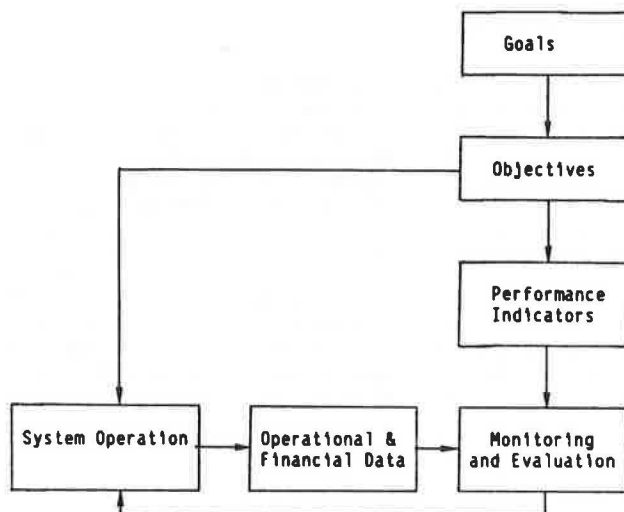 Goals
Objectives
Performance
Indicators
System Operation
Operational &
Financial Data
Monitoring
and Evaluation